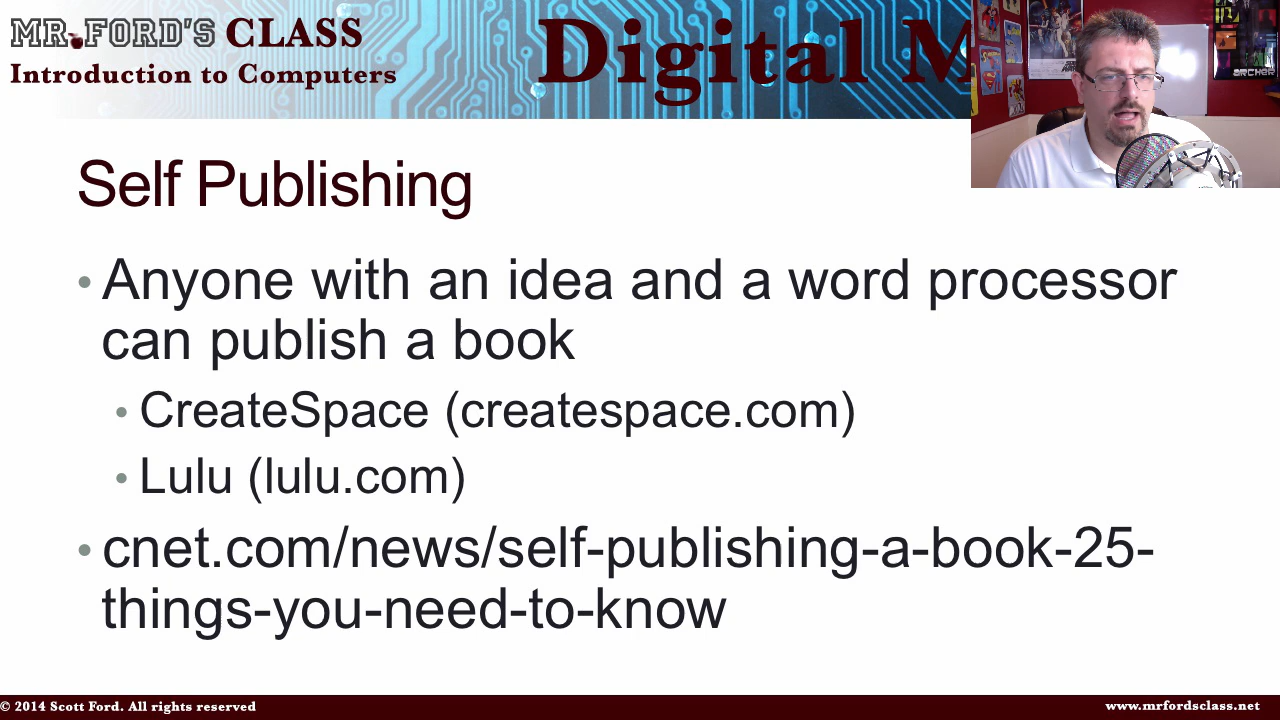 MR.FORD'S CLASS
Introduction to Computers
Digital M
ARCHER
Self Publishing
• Anyone with an idea and a word processor
can publish a book
• CreateSpace (createspace.com)
• Lulu (lulu.com)
• cnet.com/news/self-publishing-a-book-25-
things-you-need-to-know
© 2014 Scott Ford. All rights reserved
www.mrfordsclass.net